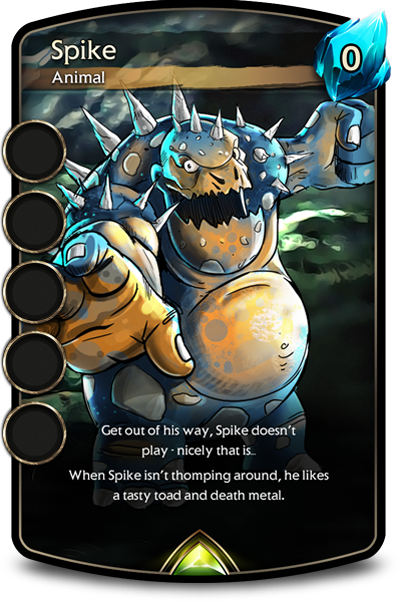 Spike
0
Animal
Get out of his way, Spike doesn't
play - nicely that is..
When Spike isn't thomping around, he likes
a tasty toad and death metal.